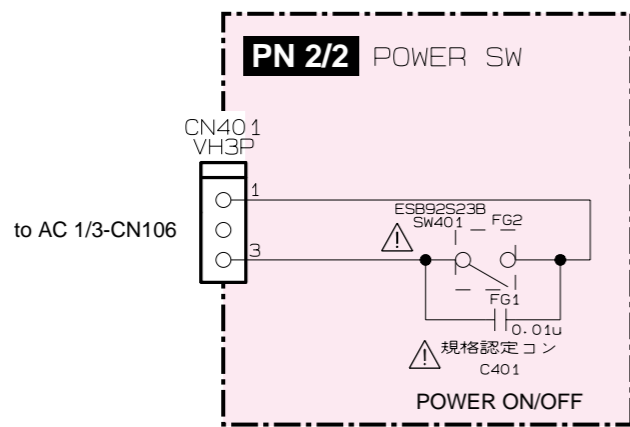 PN 2/2 POWER SW
CN401
VH3P
to AC 1/3-CN106
1
3
ESB92S23B
SW401
FG2
FG1
0.01u
規格認定コン
C401
POWER ON/OFF